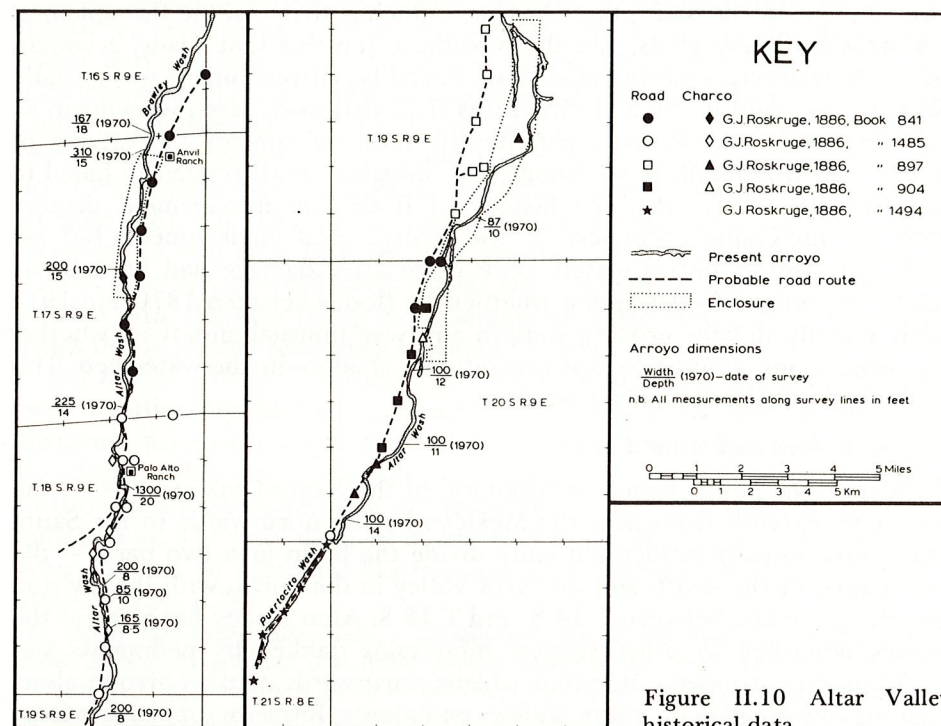 T.16 S R.9 E.
Brawley Wash
167
18 (1970)
310
15 (1970)
Anvil
Ranch
200
15 (1970)
T.17 S.R.9 E.
Altar Wash
225
14 (1970)
Palo Alto
Ranch
1300
20 (1970)
T.18 S.R.9 E.
200
8 (1970)
85
10 (1970)
Altar Wash
165
8·5 (1970)
T.19 S R.9 E.
200
8 (1970)
T.19 S R.9 E.
87
10 (1970)
100
12 (1970)
T.20 S.R.9 E.
100
11 (1970)
Altar Wash
100
14 (1970)
Puertocito Wash
T.21 S.R. 8 E.
KEY
Road Charco
G.J. Roskruge, 1886, Book 841
G.J. Roskruge, 1886, " 1485
G.J. Roskruge, 1886, " 897
G.J. Roskruge, 1886, " 904
G.J. Roskruge, 1886, " 1494
Present arroyo
Probable road route
Enclosure
Arroyo dimensions
Width
Depth (1970)–date of survey
n.b. All measurements along survey lines in feet
0 1 2 3 4 5 Miles
0 1 2 3 4 5 Km
Figure II.10 Altar Valle
historical data